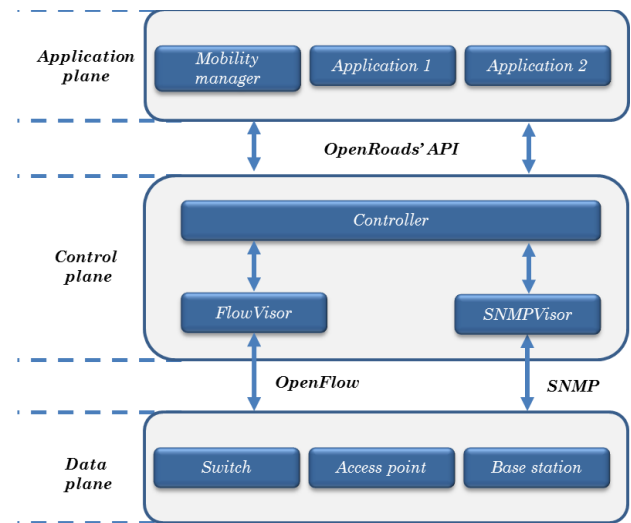 Application
plane
Mobility
manager
Application 1
Application 2
OpenRoads' API
Control
plane
Controller
FlowVisor
SNMPVisor
OpenFlow
SNMP
Data
plane
Switch
Access point
Base station